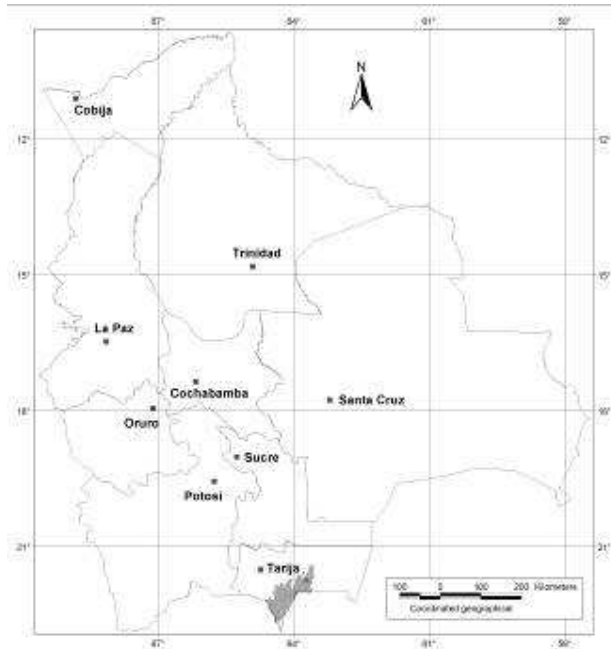 67° 64° 61° 58°
N
Cobija
12° 12°
Trinidad
15° 15°
La Paz
Cochabamba
Santa Cruz
18° 18°
Oruro
Sucre
Potosi
21° 21°
Tarija
100 0 100 200 Kilometers
Coordinated geographical
67° 64° 61° 58°